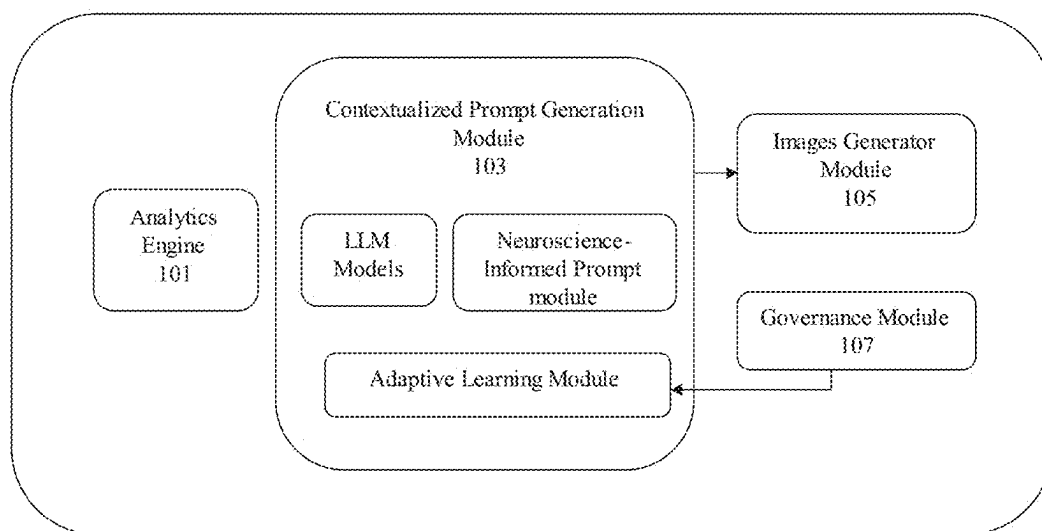 Contextualized Prompt Generation
Module
103
Analytics
Engine
101
LLM
Models
Neuroscience-
Informed Prompt
module
Adaptive Learning Module
Images Generator
Module
105
Governance Module
107